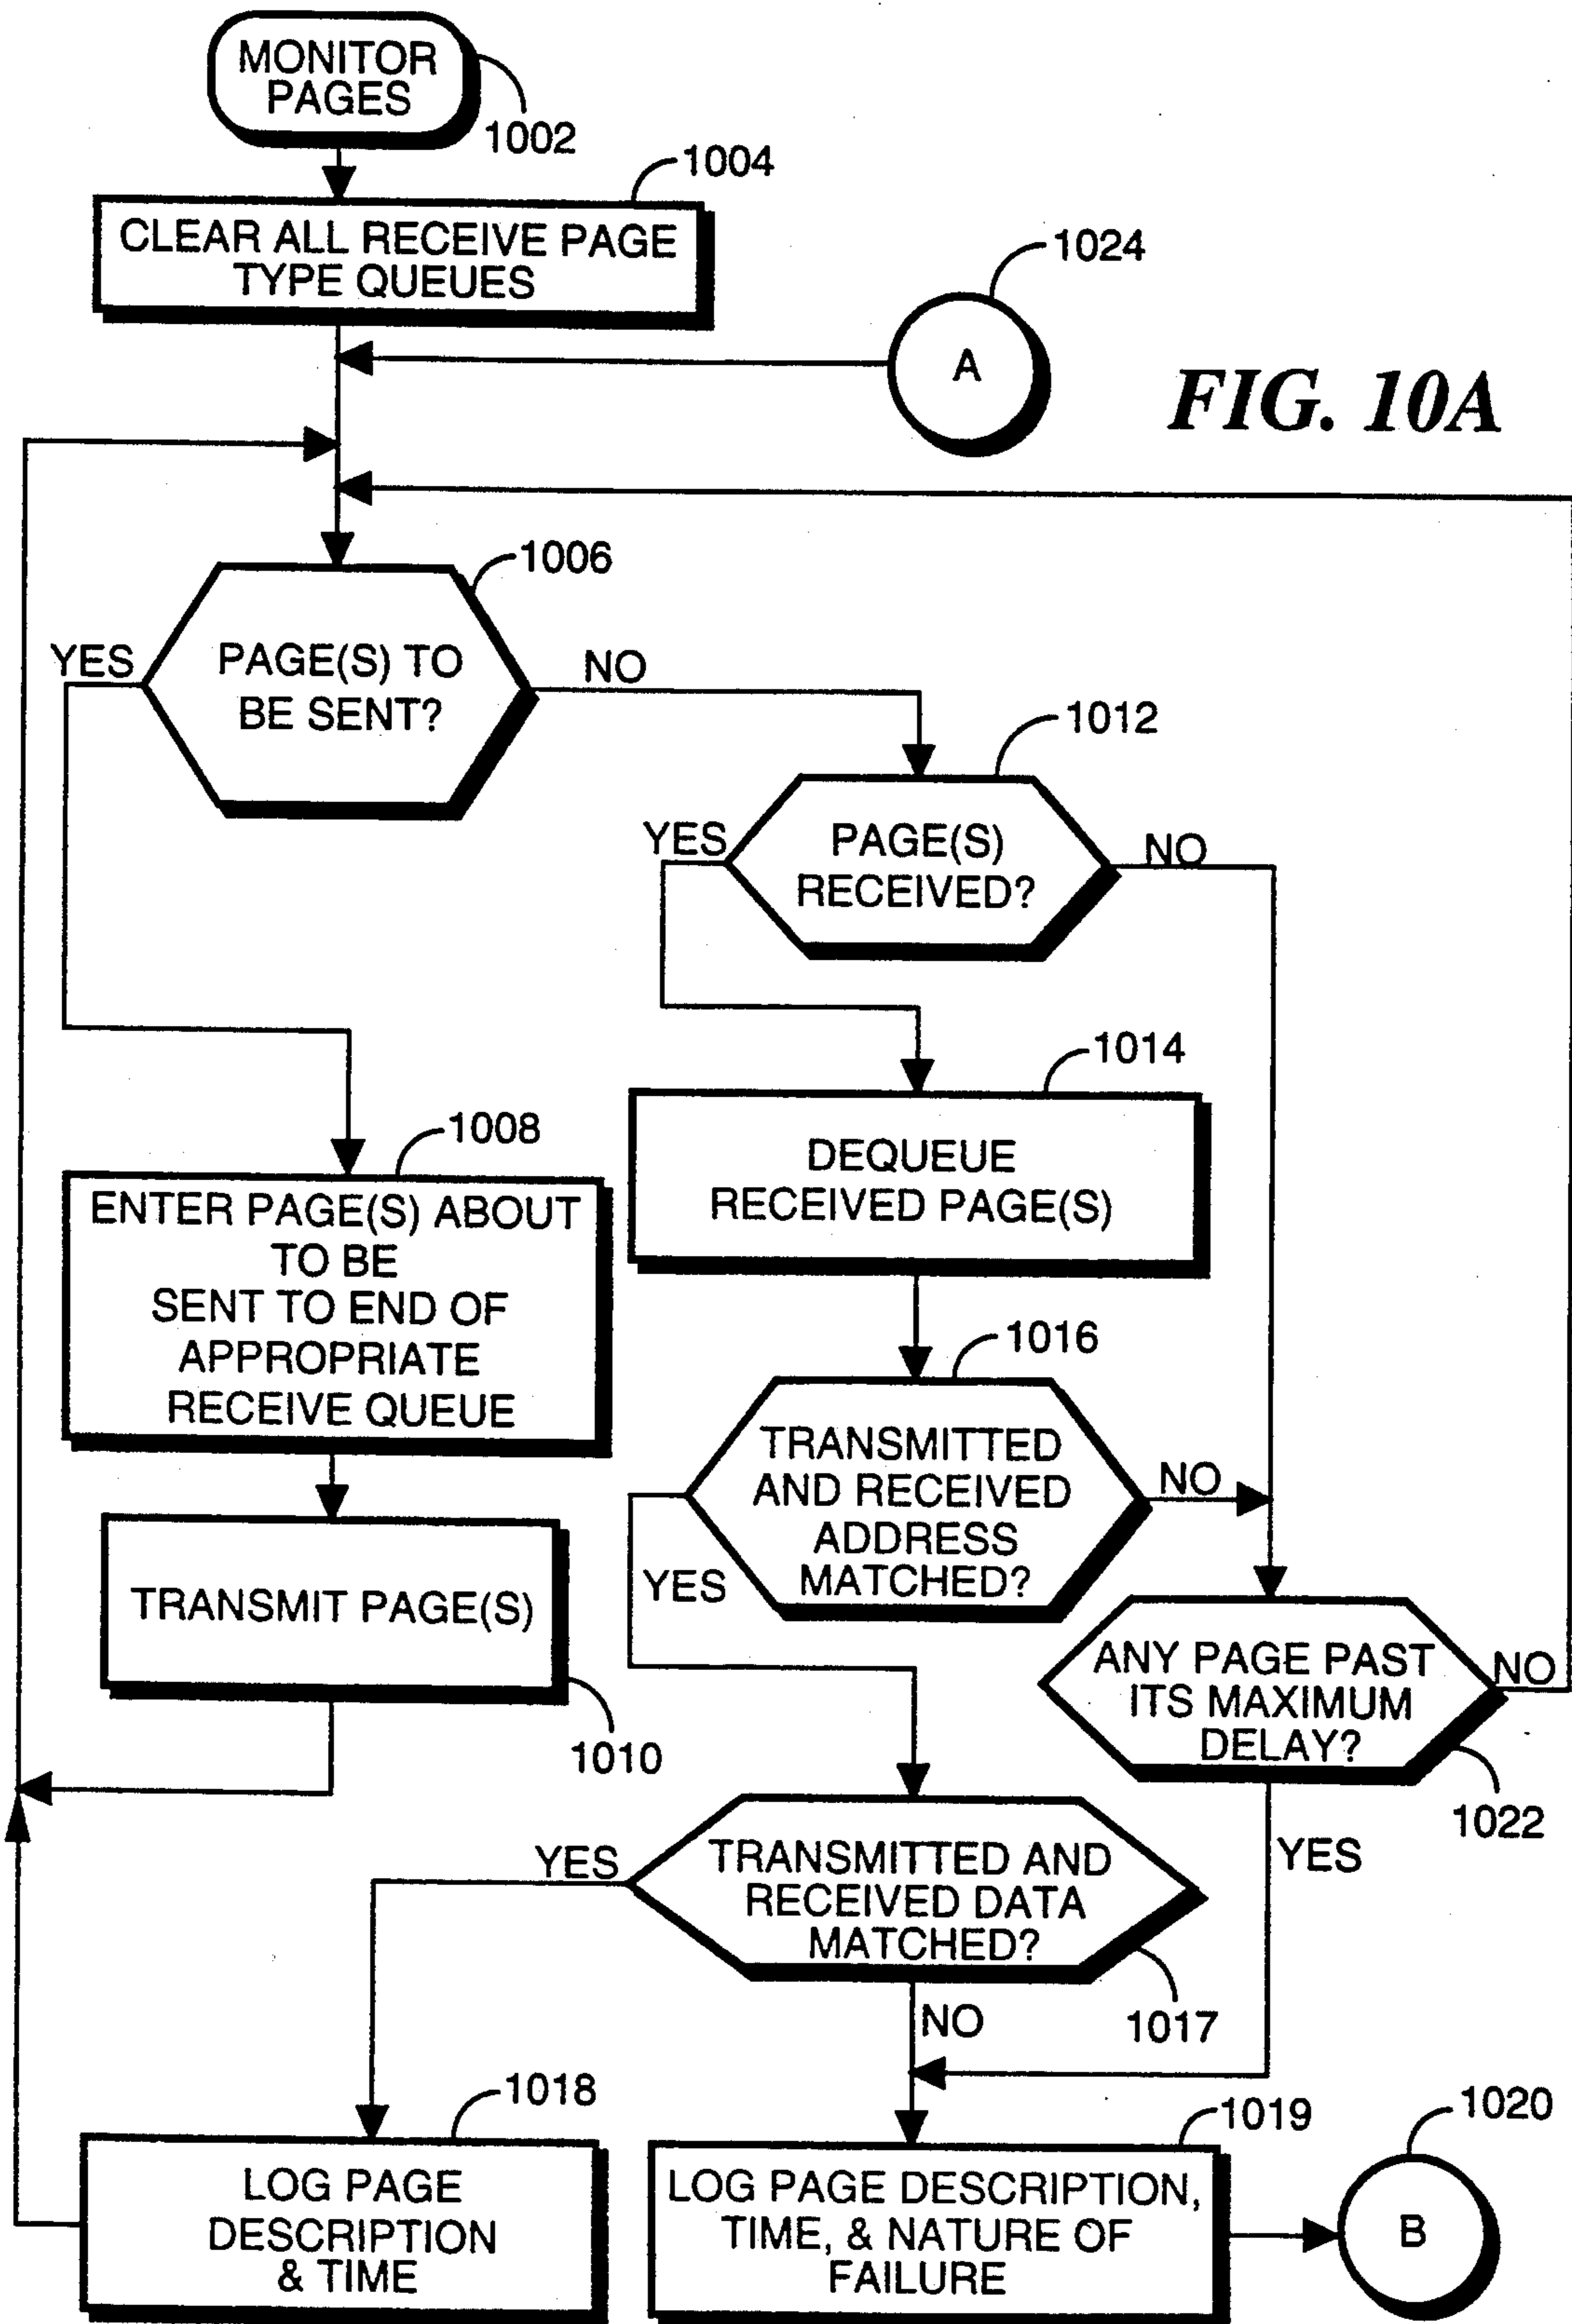 MONITOR
PAGES
1002
1004
CLEAR ALL RECEIVE PAGE
TYPE QUEUES
1024
A
FIG. 10A
1006
YES
PAGE(S) TO
BE SENT?
NO
1012
YES
PAGE(S)
RECEIVED?
NO
1014
DEQUEUE
RECEIVED PAGE(S)
1008
ENTER PAGE(S) ABOUT
TO BE
SENT TO END OF
APPROPRIATE
RECEIVE QUEUE
1016
TRANSMITTED
AND RECEIVED
ADDRESS
MATCHED?
NO
YES
TRANSMIT PAGE(S)
1010
ANY PAGE PAST
ITS MAXIMUM
DELAY?
NO
1022
YES
YES
TRANSMITTED AND
RECEIVED DATA
MATCHED?
NO
1017
1018
LOG PAGE
DESCRIPTION
& TIME
1019
LOG PAGE DESCRIPTION,
TIME, & NATURE OF
FAILURE
1020
B